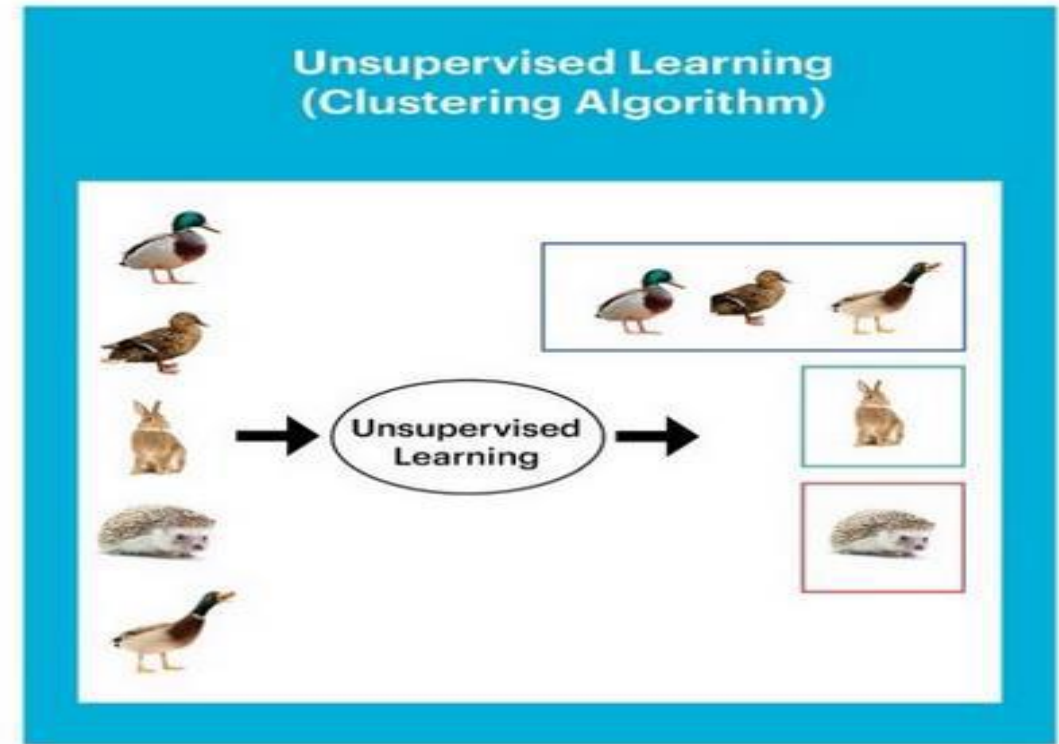 Unsupervised Learning
(Clustering Algorithm)
Unsupervised
Learning